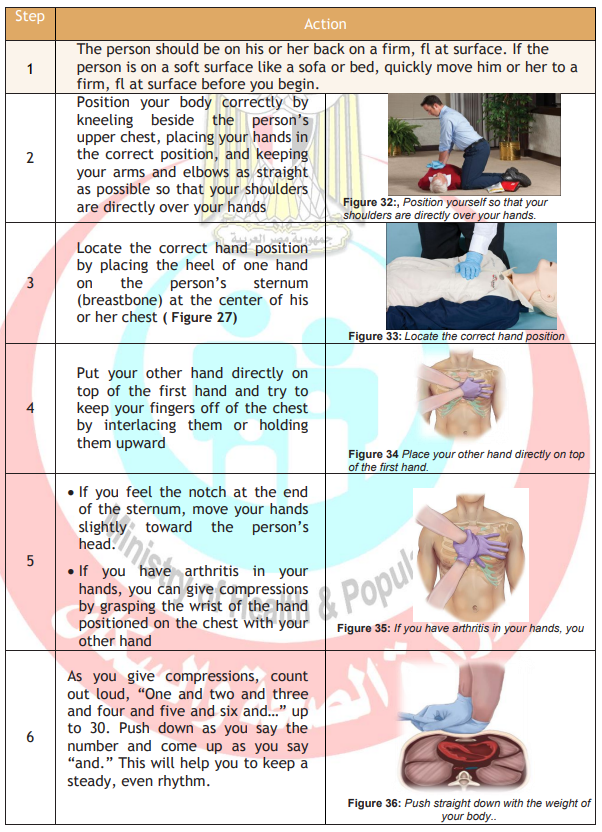 Step
Action
1
The person should be on his or her back on a firm, fl at surface. If the
person is on a soft surface like a sofa or bed, quickly move him or her to a
firm, fl at surface before you begin.
2
Position your body correctly by
kneeling beside the person's
upper chest, placing your hands in
the correct position, and keeping
your arms and elbows as straight
as possible so that your shoulders
are directly over your hands
Figure 32:, Position yourself so that your
shoulders are directly over your hands.
جمهورية مصر العربية
3
Locate the correct hand position
by placing the heel of one hand
on the person's sternum
(breastbone) at the center of his
or her chest ( Figure 27)
Figure 33: Locate the correct hand position
4
Put your other hand directly on
top of the first hand and try to
keep your fingers off of the chest
by interlacing them or holding
them upward
Figure 34 Place your other hand directly on top
of the first hand.
5
• If you feel the notch at the end
of the sternum, move your hands
slightly toward the person's
head.
• If you have arthritis in your
hands, you can give compressions
by grasping the wrist of the hand
positioned on the chest with your
other hand
Figure 35: If you have arthritis in your hands, you
Ministry of Health & Popul
وزارة الصحة والسكان
6
As you give compressions, count
out loud, "One and two and three
and four and five and six and…" up
to 30. Push down as you say the
number and come up as you say
"and." This will help you to keep a
steady, even rhythm.
Figure 36: Push straight down with the weight of
your body..